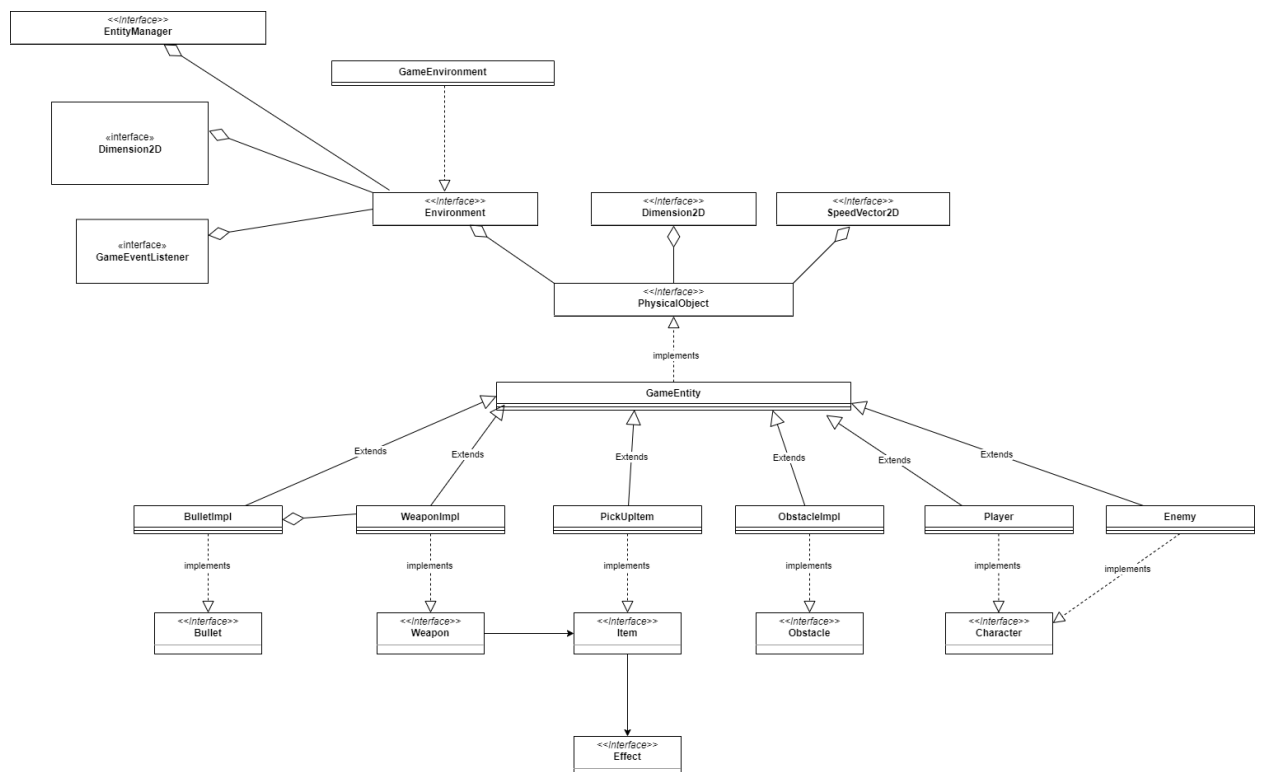 <<Interface>>
EntityManager
GameEnvironment
«interface»
Dimension2D
<<Interface>>
Environment
<<Interface>>
Dimension2D
<<Interface>>
SpeedVector2D
«interface»
GameEventListener
<<Interface>>
PhysicalObject
implements
GameEntity
Extends
Extends
Extends
Extends
Extends
Extends
BulletImpl
WeaponImpl
PickUpItem
ObstacleImpl
Player
Enemy
implements
implements
implements
implements
implements
implements
<<Interface>>
Bullet
<<Interface>>
Weapon
<<Interface>>
Item
<<Interface>>
Obstacle
<<Interface>>
Character
<<Interface>>
Effect